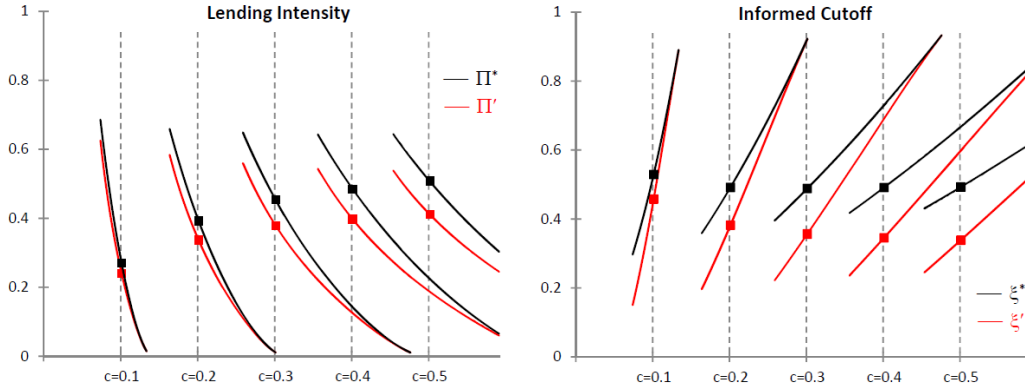 Lending Intensity
1
0.8
0.6
0.4
0.2
0
Π*
Π′
c=0.1 c=0.2 c=0.3 c=0.4 c=0.5
Informed Cutoff
1
0.8
0.6
0.4
0.2
0
ξ*
ξ′
c=0.1 c=0.2 c=0.3 c=0.4 c=0.5